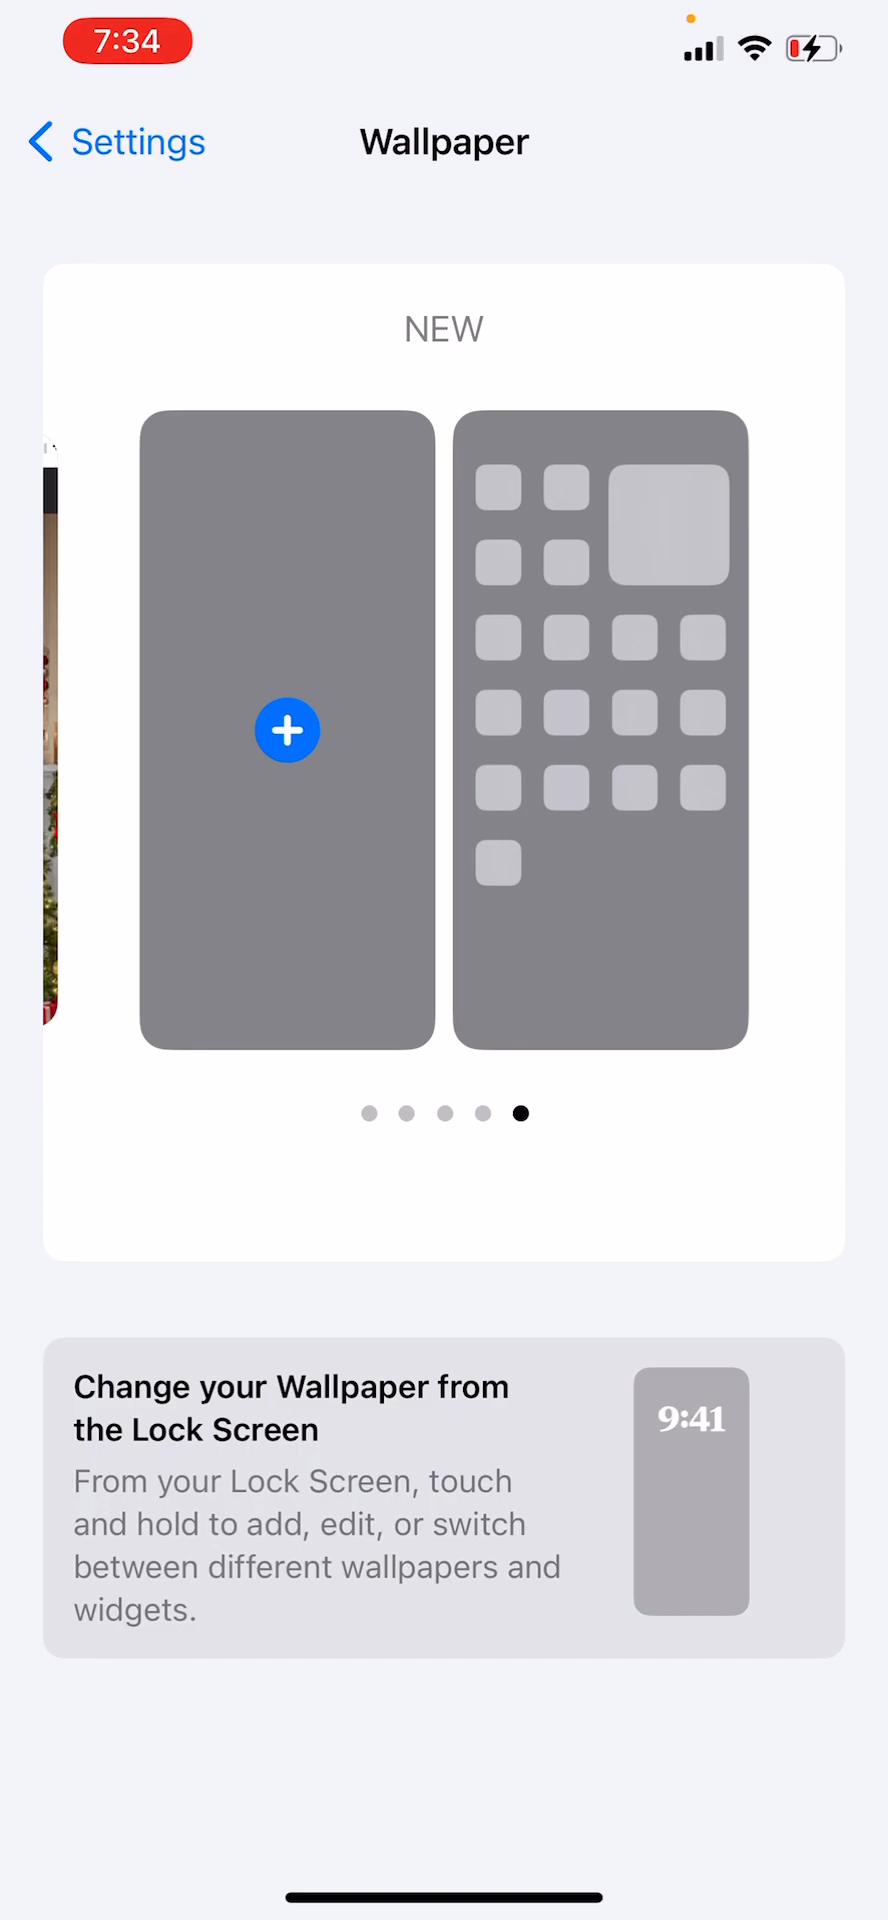 7:34
Settings
Wallpaper
NEW
Change your Wallpaper from
the Lock Screen
9:41
From your Lock Screen, touch
and hold to add, edit, or switch
between different wallpapers and
widgets.